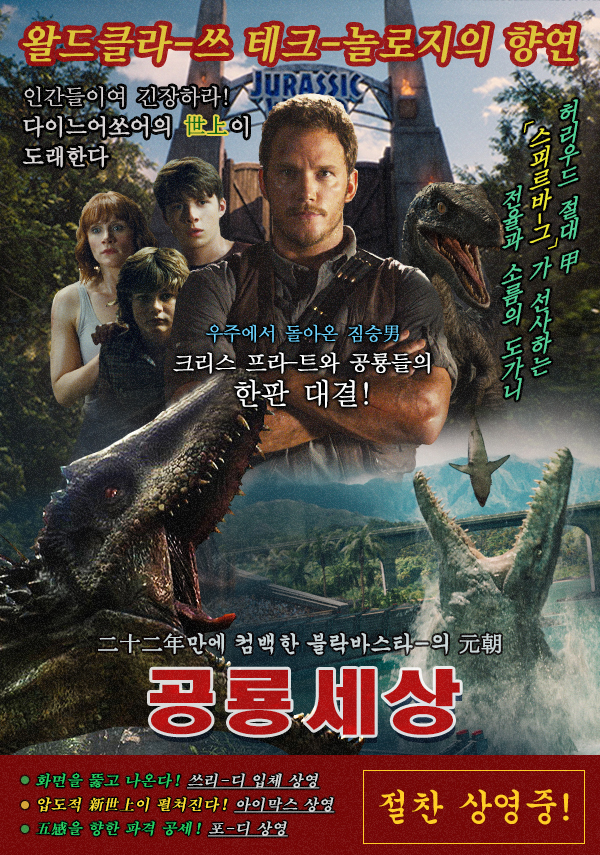 왈드클라-쓰 테크-놀로지의 향연
JURASSIC
인간들이여 긴장하라!
다이느어쏘어의 世上이
도래한다
허리우드 절대 甲
「스피르바-그」가 선사하는
전율과 소름의 도가니
우주에서 돌아온 짐승男
크리스 프라-트와 공룡들의
한판 대결!
二十二年만에 컴백한 블락바스타-의 元朝
공룡세상
● 화면을 뚫고 나온다! 쓰리-디 입체 상영
● 압도적 新世上이 펼쳐진다! 아이막스 상영
● 五感을 향한 파격 공세! 포-디 상영
절찬 상영중!